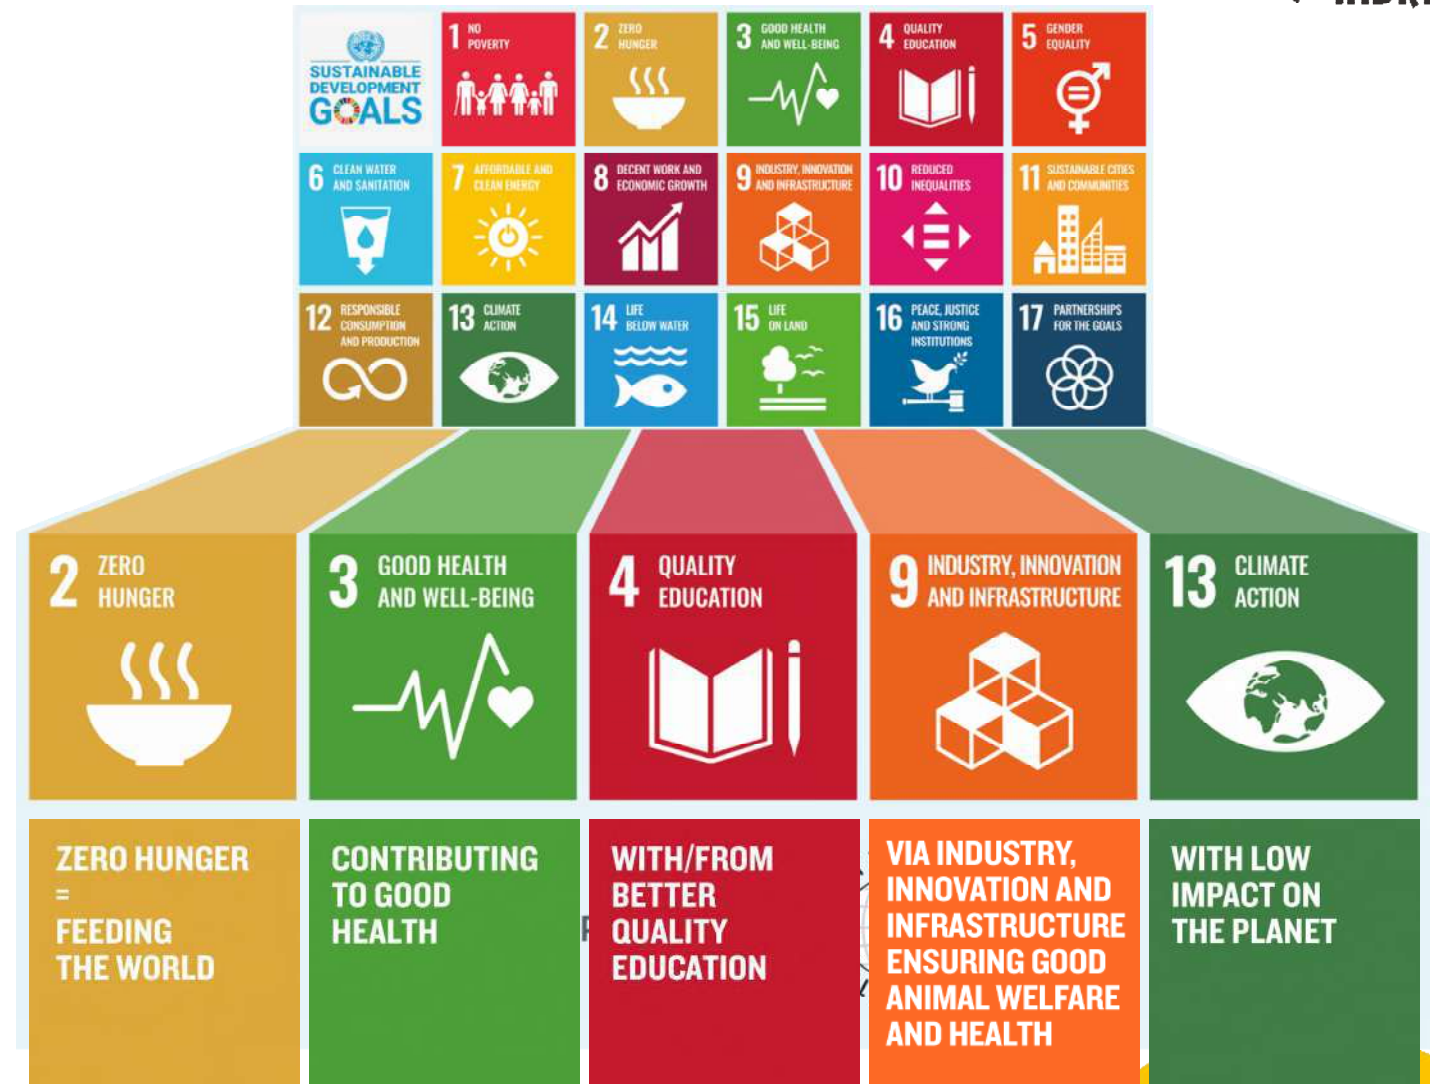 SUSTAINABLE
DEVELOPMENT
GOALS
1 NO
POVERTY
2 ZERO
HUNGER
3 GOOD HEALTH
AND WELL-BEING
4 QUALITY
EDUCATION
5 GENDER
EQUALITY
6 CLEAN WATER
AND SANITATION
7 AFFORDABLE AND
CLEAN ENERGY
8 DECENT WORK AND
ECONOMIC GROWTH
9 INDUSTRY, INNOVATION
AND INFRASTRUCTURE
10 REDUCED
INEQUALITIES
11 SUSTAINABLE CITIES
AND COMMUNITIES
12 RESPONSIBLE
CONSUMPTION
AND PRODUCTION
13 CLIMATE
ACTION
14 LIFE
BELOW WATER
15 LIFE
ON LAND
16 PEACE, JUSTICE
AND STRONG
INSTITUTIONS
17 PARTNERSHIPS
FOR THE GOALS
2 ZERO
HUNGER
3 GOOD HEALTH
AND WELL-BEING
4 QUALITY
EDUCATION
9 INDUSTRY, INNOVATION
AND INFRASTRUCTURE
13 CLIMATE
ACTION
ZERO HUNGER
=
FEEDING
THE WORLD
CONTRIBUTING
TO GOOD
HEALTH
WITH/FROM
BETTER
QUALITY
EDUCATION
VIA INDUSTRY,
INNOVATION AND
INFRASTRUCTURE
ENSURING GOOD
ANIMAL WELFARE
AND HEALTH
WITH LOW
IMPACT ON
THE PLANET